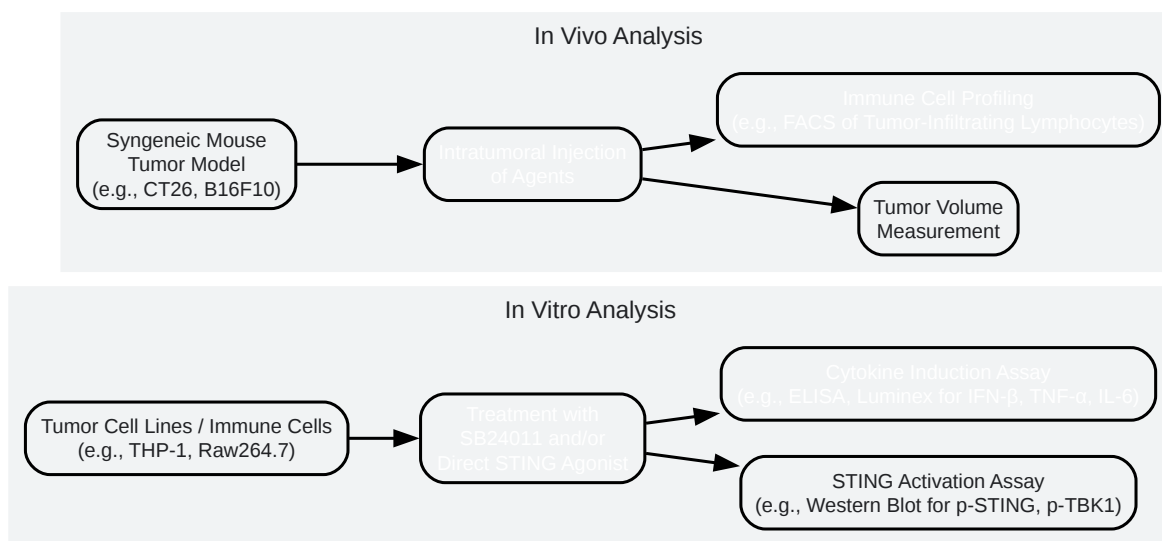 In Vivo Analysis
Immune Cell Profiling
(e.g., FACS of Tumor-Infiltrating Lymphocytes)
Syngeneic Mouse
Tumor Model
(e.g., CT26, B16F10)
Intratumoral Injection
of Agents
Tumor Volume
Measurement
In Vitro Analysis
Cytokine Induction Assay
(e.g., ELISA, Luminex for IFN-β, TNF-α, IL-6)
Tumor Cell Lines / Immune Cells
(e.g., THP-1, Raw264.7)
Treatment with
SB24011 and/or
Direct STING Agonist
STING Activation Assay
(e.g., Western Blot for p-STING, p-TBK1)